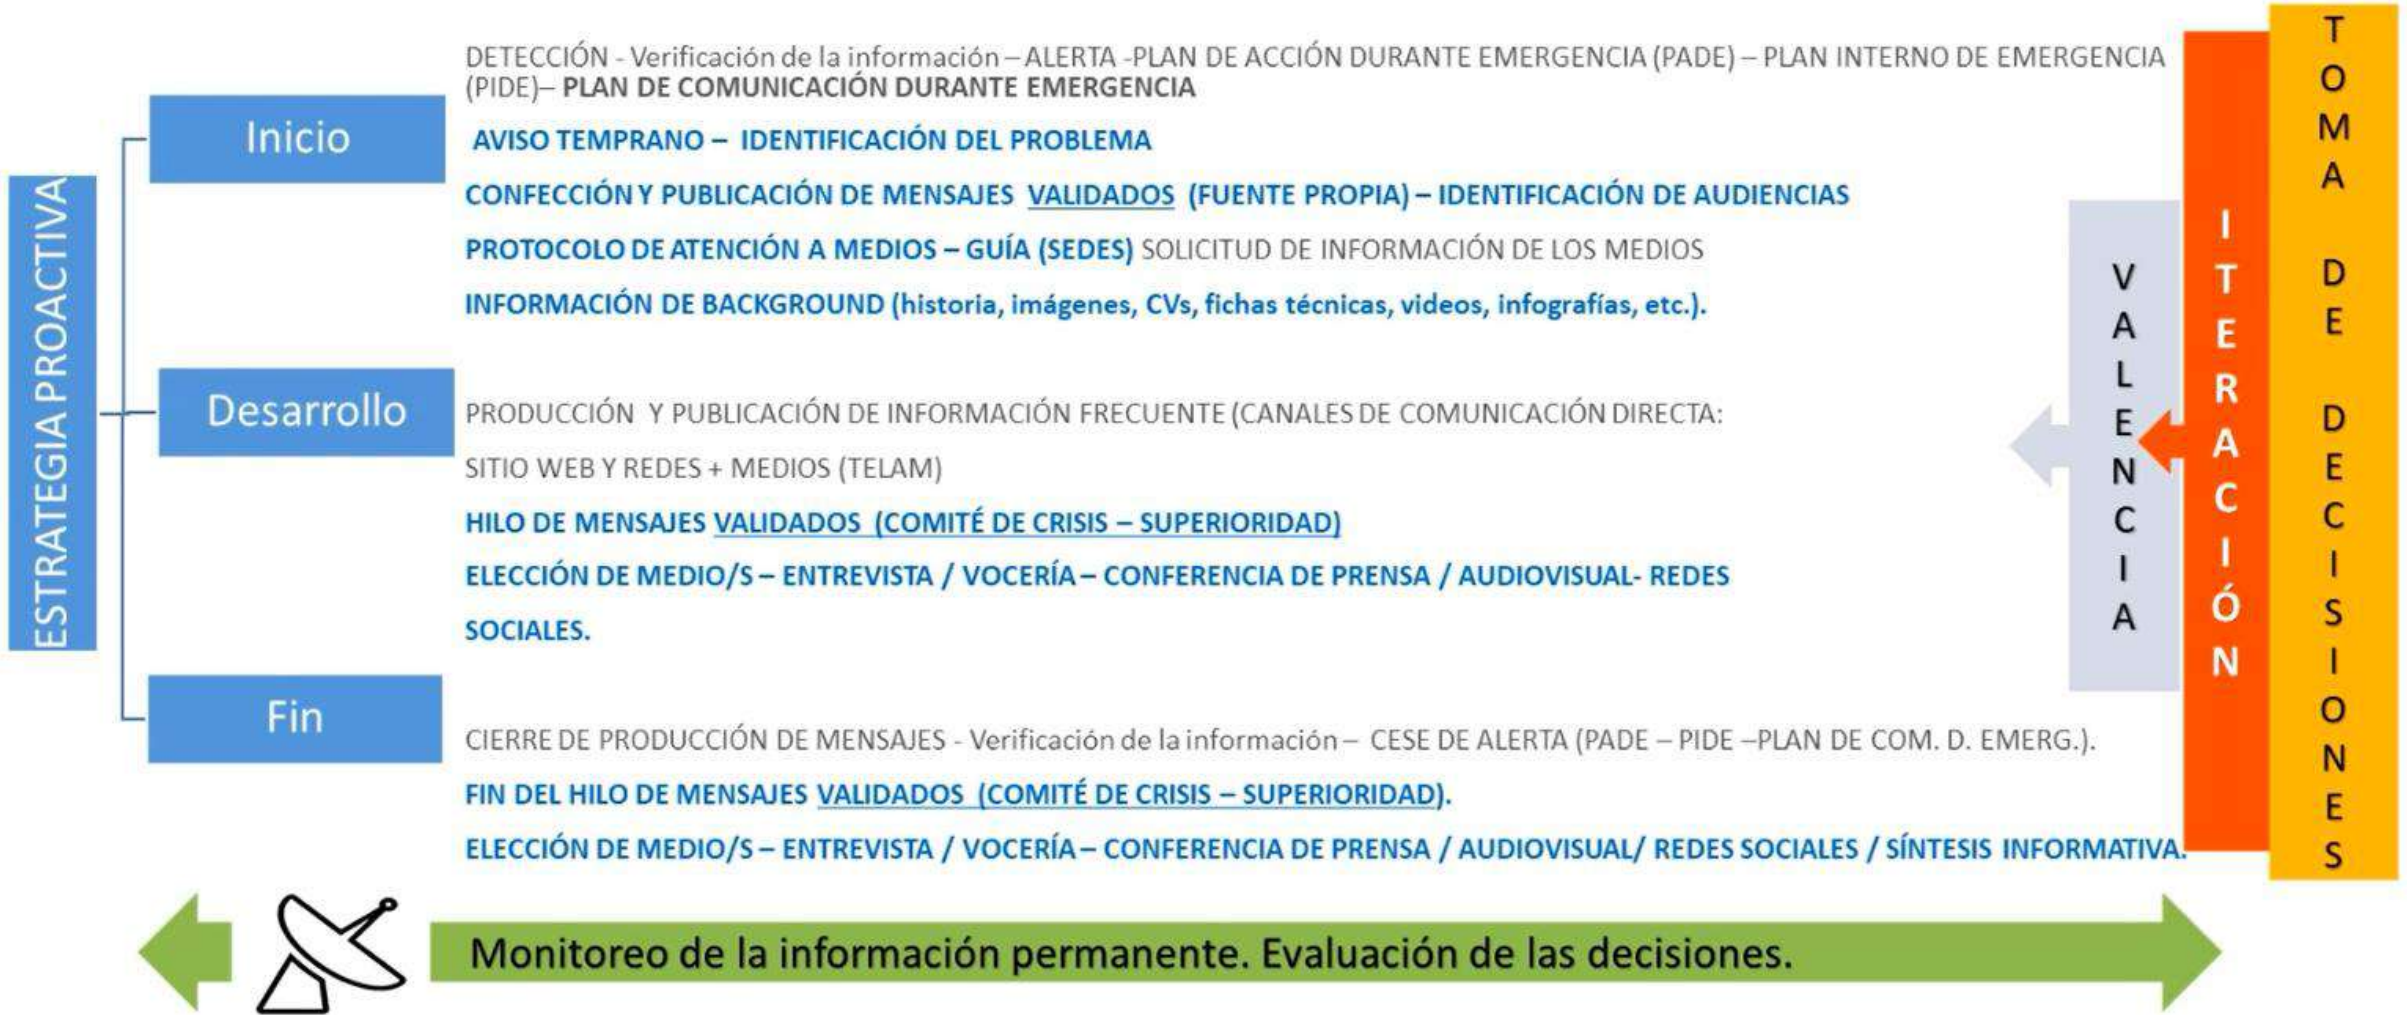 ESTRATEGIA PROACTIVA
Inicio
DETECCIÓN - Verificación de la información – ALERTA -PLAN DE ACCIÓN DURANTE EMERGENCIA (PADE) – PLAN INTERNO DE EMERGENCIA
(PIDE)– PLAN DE COMUNICACIÓN DURANTE EMERGENCIA
AVISO TEMPRANO – IDENTIFICACIÓN DEL PROBLEMA
CONFECCIÓN Y PUBLICACIÓN DE MENSAJES VALIDADOS (FUENTE PROPIA) – IDENTIFICACIÓN DE AUDIENCIAS
PROTOCOLO DE ATENCIÓN A MEDIOS – GUÍA (SEDES) SOLICITUD DE INFORMACIÓN DE LOS MEDIOS
INFORMACIÓN DE BACKGROUND (historia, imágenes, CVs, fichas técnicas, videos, infografías, etc.).
Desarrollo
PRODUCCIÓN Y PUBLICACIÓN DE INFORMACIÓN FRECUENTE (CANALES DE COMUNICACIÓN DIRECTA:
SITIO WEB Y REDES + MEDIOS (TELAM)
HILO DE MENSAJES VALIDADOS (COMITÉ DE CRISIS – SUPERIORIDAD)
ELECCIÓN DE MEDIO/S – ENTREVISTA / VOCERÍA – CONFERENCIA DE PRENSA / AUDIOVISUAL- REDES
SOCIALES.
Fin
CIERRE DE PRODUCCIÓN DE MENSAJES - Verificación de la información – CESE DE ALERTA (PADE – PIDE –PLAN DE COM. D. EMERG.).
FIN DEL HILO DE MENSAJES VALIDADOS (COMITÉ DE CRISIS – SUPERIORIDAD).
ELECCIÓN DE MEDIO/S – ENTREVISTA / VOCERÍA – CONFERENCIA DE PRENSA / AUDIOVISUAL/ REDES SOCIALES / SÍNTESIS INFORMATIVA.
VALENCIA
ITERACIÓN
TOMA DE DECISIONES
Monitoreo de la información permanente. Evaluación de las decisiones.